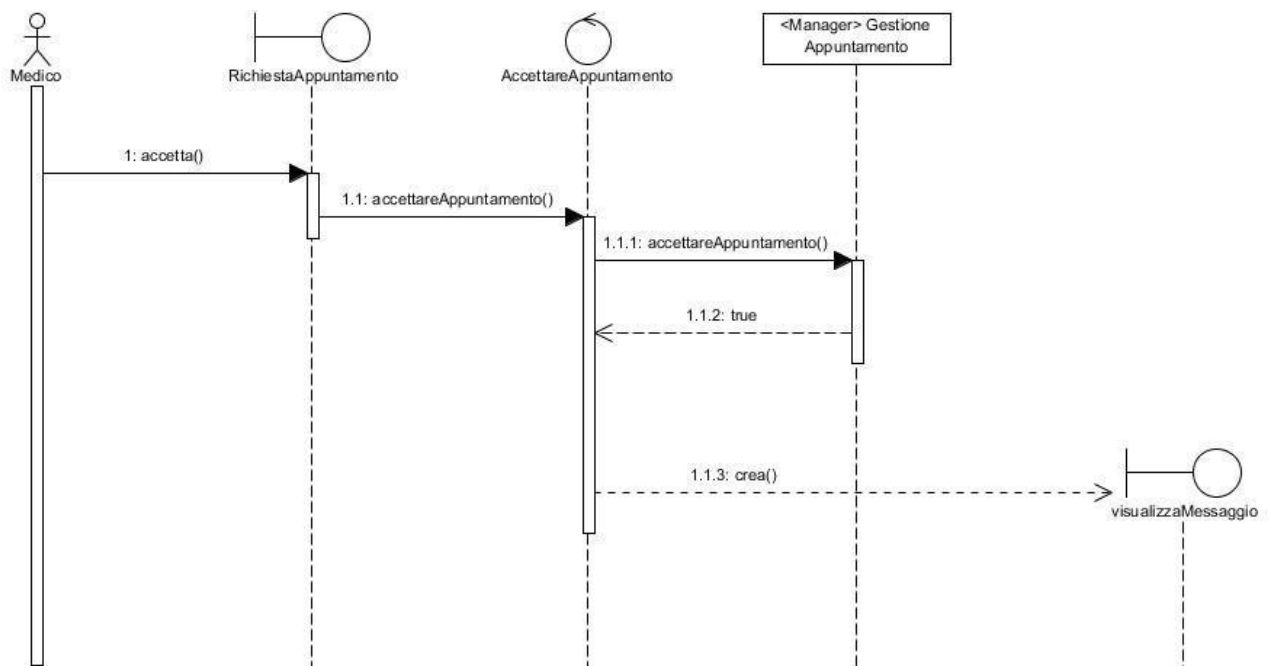 <Manager> Gestione
Appuntamento
Medico
RichiestaAppuntamento
AccettareAppuntamento
1: accetta()
1.1: accettareAppuntamento()
1.1.1: accettareAppuntamento()
1.1.2: true
1.1.3: crea()
visualizzaMessaggio